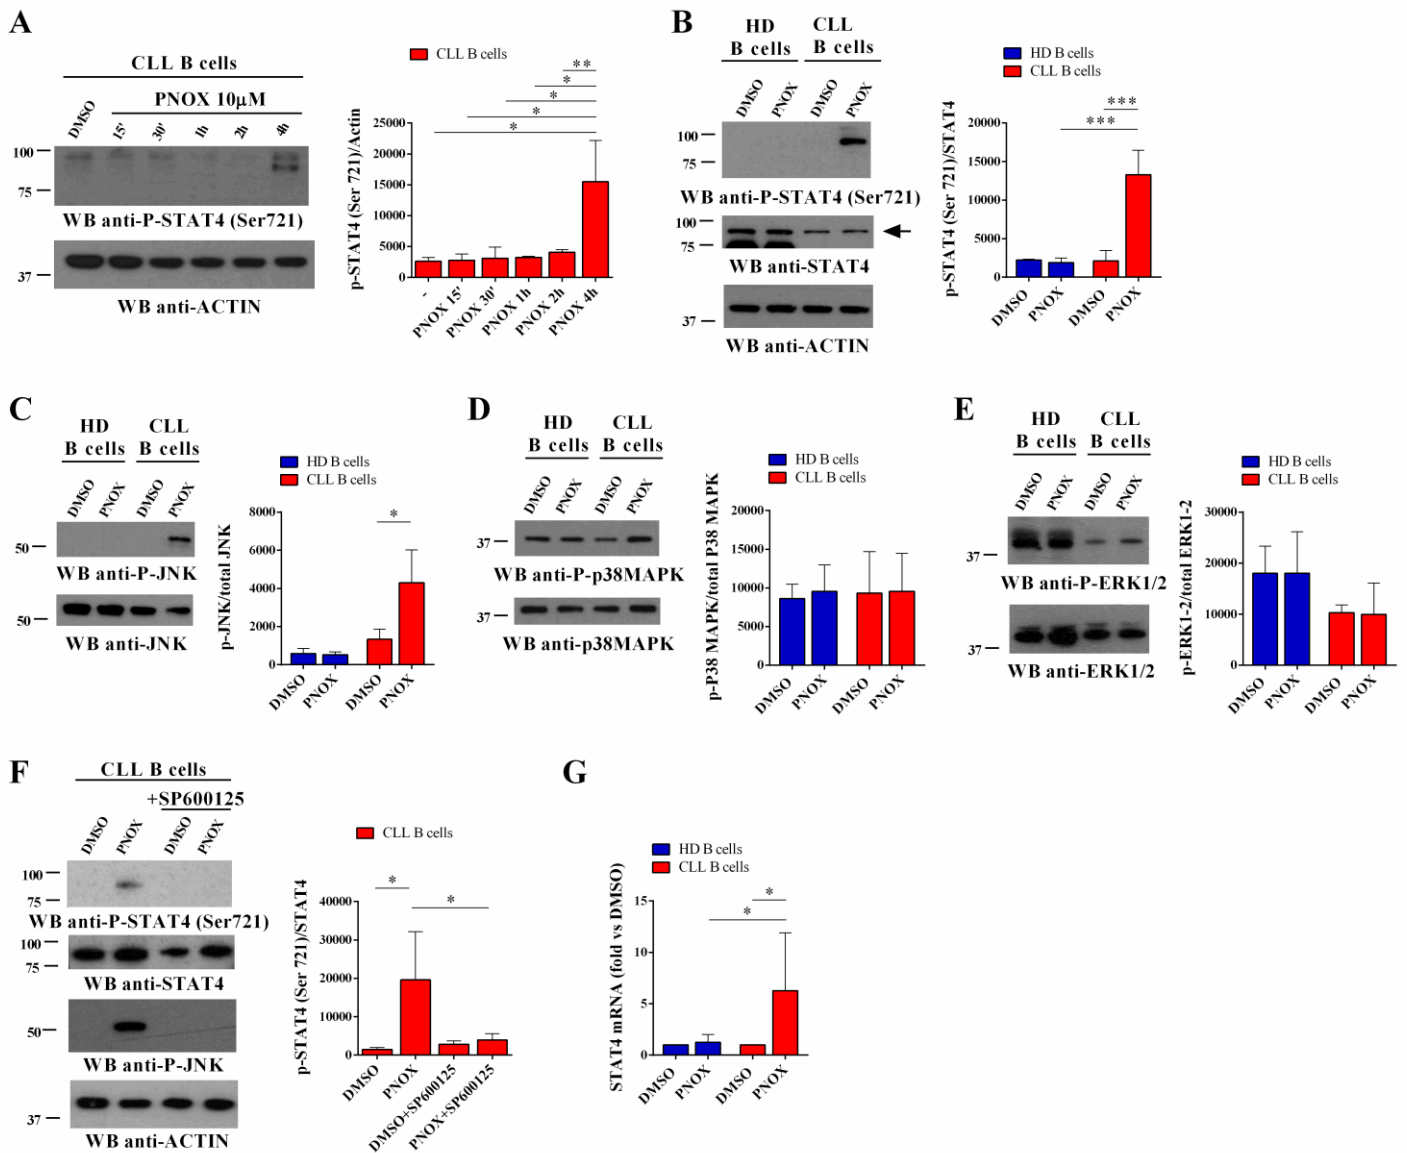 A
CLL B cells
PNOX 10µM
DMSO
15'
30'
1h
2h
4h
100
75
WB anti-P-STAT4 (Ser721)
37
WB anti-ACTIN
CLL B cells
**
*
*
*
*
p-STAT4 (Ser 721)/Actin
25000
20000
15000
10000
5000
0
-
PNOX 15'
PNOX 30'
PNOX 1h
PNOX 2h
PNOX 4h
B
HD
B cells
CLL
B cells
DMSO
PNOX
DMSO
PNOX
100
75
WB anti-P-STAT4 (Ser721)
100
75
WB anti-STAT4
37
WB anti-ACTIN
HD B cells
CLL B cells
***
***
p-STAT4 (Ser 721)/STAT4
20000
15000
10000
5000
0
DMSO
PNOX
DMSO
PNOX
C
HD
B cells
CLL
B cells
DMSO
PNOX
DMSO
PNOX
50
WB anti-P-JNK
50
WB anti-JNK
HD B cells
CLL B cells
*
p-JNK/total JNK
8000
6000
4000
2000
0
DMSO
PNOX
DMSO
PNOX
D
HD
B cells
CLL
B cells
DMSO
PNOX
DMSO
PNOX
37
WB anti-P-p38MAPK
37
WB anti-p38MAPK
HD B cells
CLL B cells
p-P38 MAPK/total P38 MAPK
20000
15000
10000
5000
0
DMSO
PNOX
DMSO
PNOX
E
HD
B cells
CLL
B cells
DMSO
PNOX
DMSO
PNOX
37
WB anti-P-ERK1/2
37
WB anti-ERK1/2
HD B cells
CLL B cells
p-ERK1-2/total ERK1-2
30000
20000
10000
0
DMSO
PNOX
DMSO
PNOX
F
CLL B cells
+SP600125
DMSO
PNOX
DMSO
PNOX
100
75
WB anti-P-STAT4 (Ser721)
100
75
WB anti-STAT4
50
WB anti-P-JNK
37
WB anti-ACTIN
CLL B cells
*
*
p-STAT4 (Ser 721)/STAT4
40000
30000
20000
10000
0
DMSO
PNOX
DMSO+SP600125
PNOX+SP600125
G
HD B cells
CLL B cells
*
*
STAT4 mRNA (fold vs DMSO)
15
10
5
0
DMSO
PNOX
DMSO
PNOX